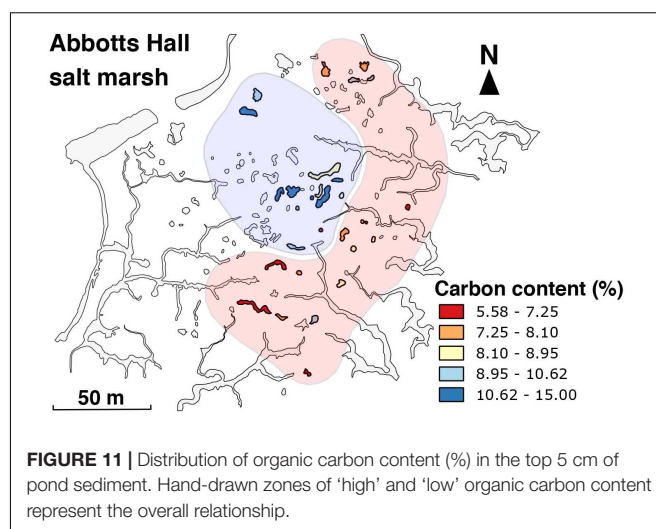 Abbotts Hall
salt marsh
N
Carbon content (%)
5.58 - 7.25
7.25 - 8.10
8.10 - 8.95
8.95 - 10.62
10.62 - 15.00
50 m
FIGURE 11 | Distribution of organic carbon content (%) in the top 5 cm of
pond sediment. Hand-drawn zones of ‘high’ and ‘low’ organic carbon content
represent the overall relationship.